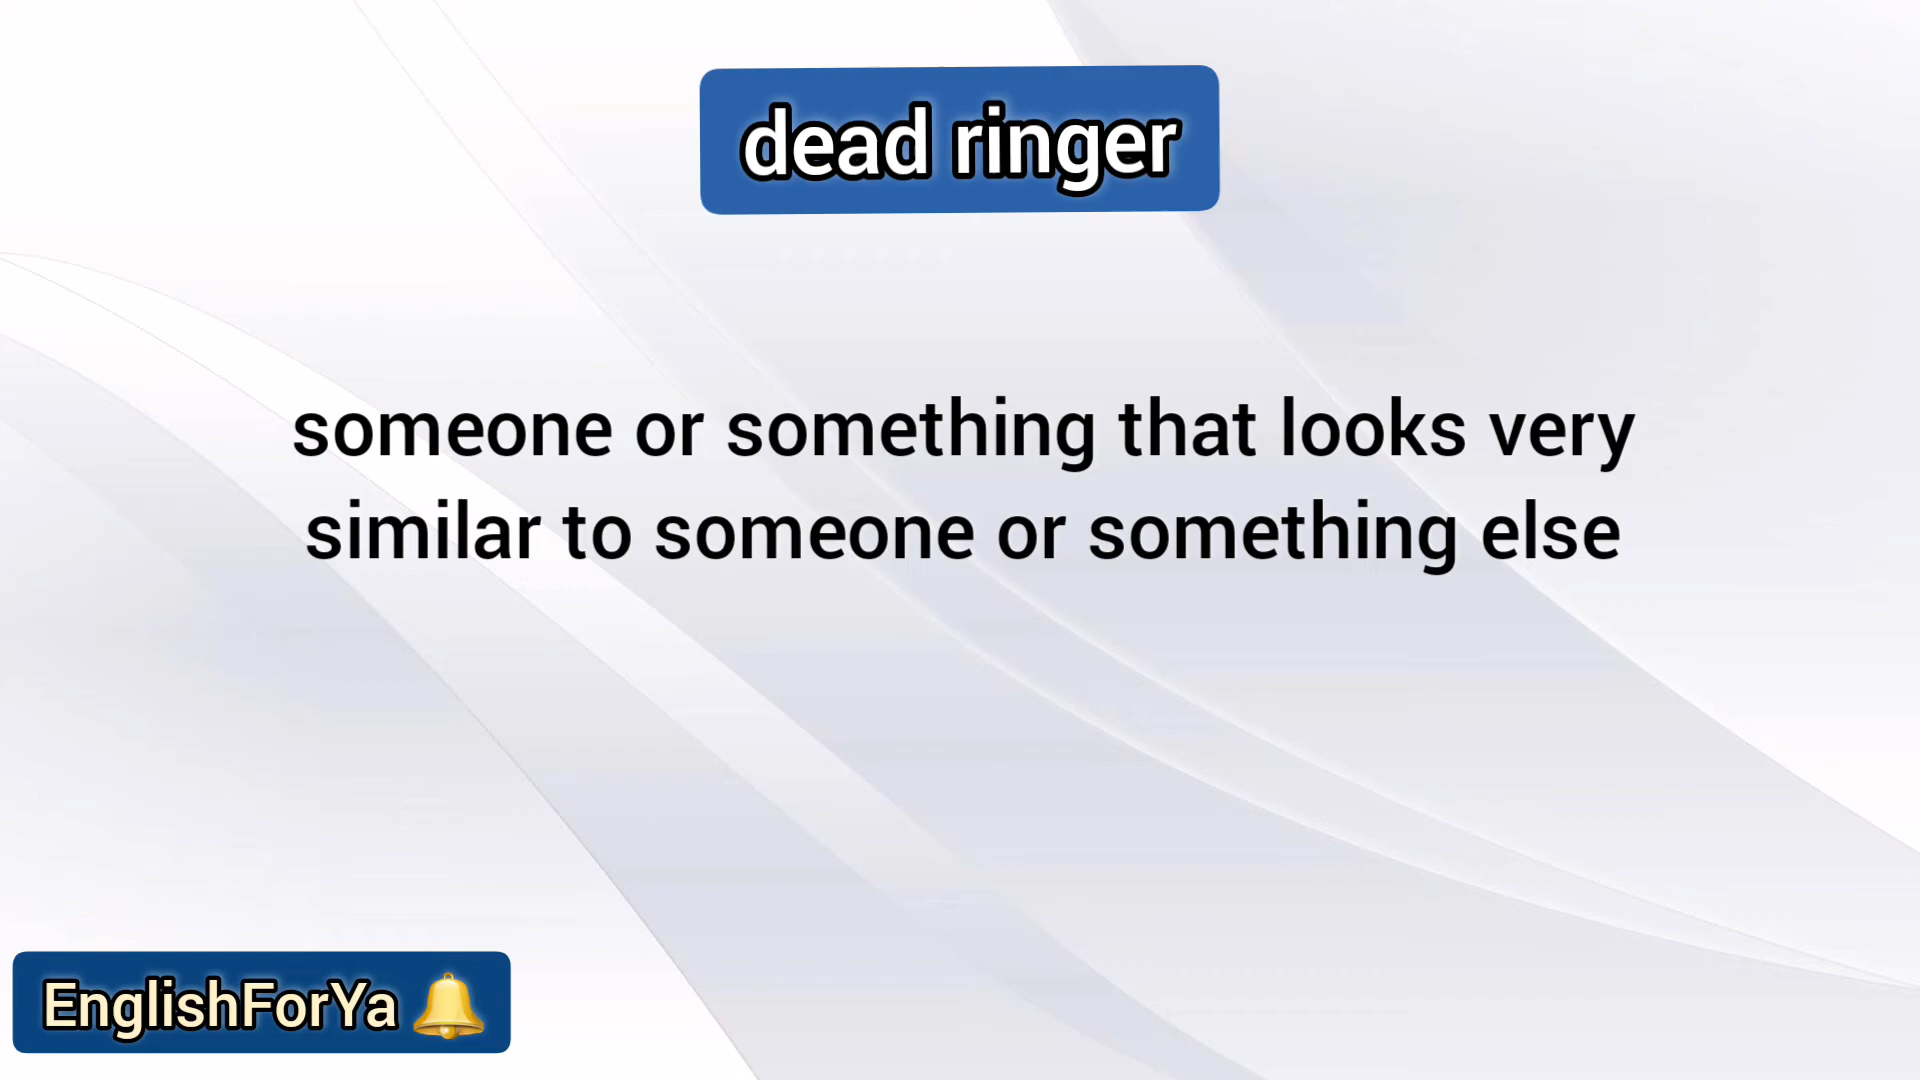 dead ringer
someone or something that looks very
similar to someone or something else
EnglishForYa